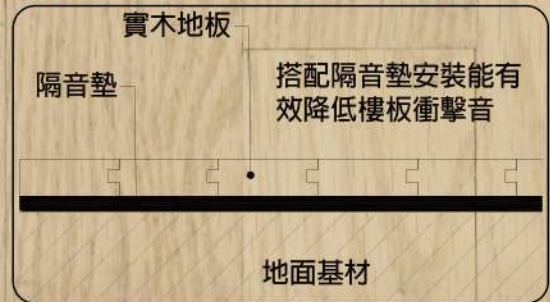 實木地板
隔音墊
搭配隔音墊安裝能有
效降低樓板衝擊音
地面基材